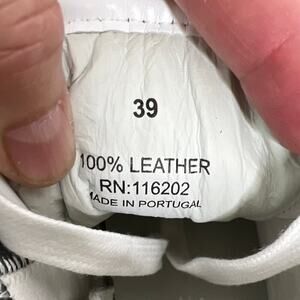 39
100% LEATHER
RN:116202
MADE IN PORTUGAL